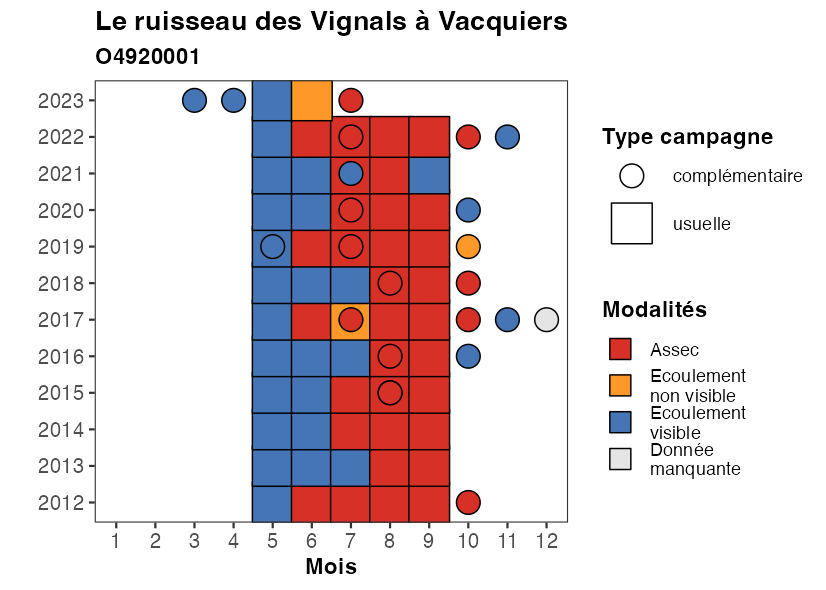 Le ruisseau des Vignals à Vacquiers
O4920001
2023
2022
2021
2020
2019
2018
2017
2016
2015
2014
2013
2012
1 2 3 4 5 6 7 8 9 10 11 12
Mois
Type campagne
complémentaire
usuelle
Modalités
Assec
Ecoulement
non visible
Ecoulement
visible
Donnée
manquante